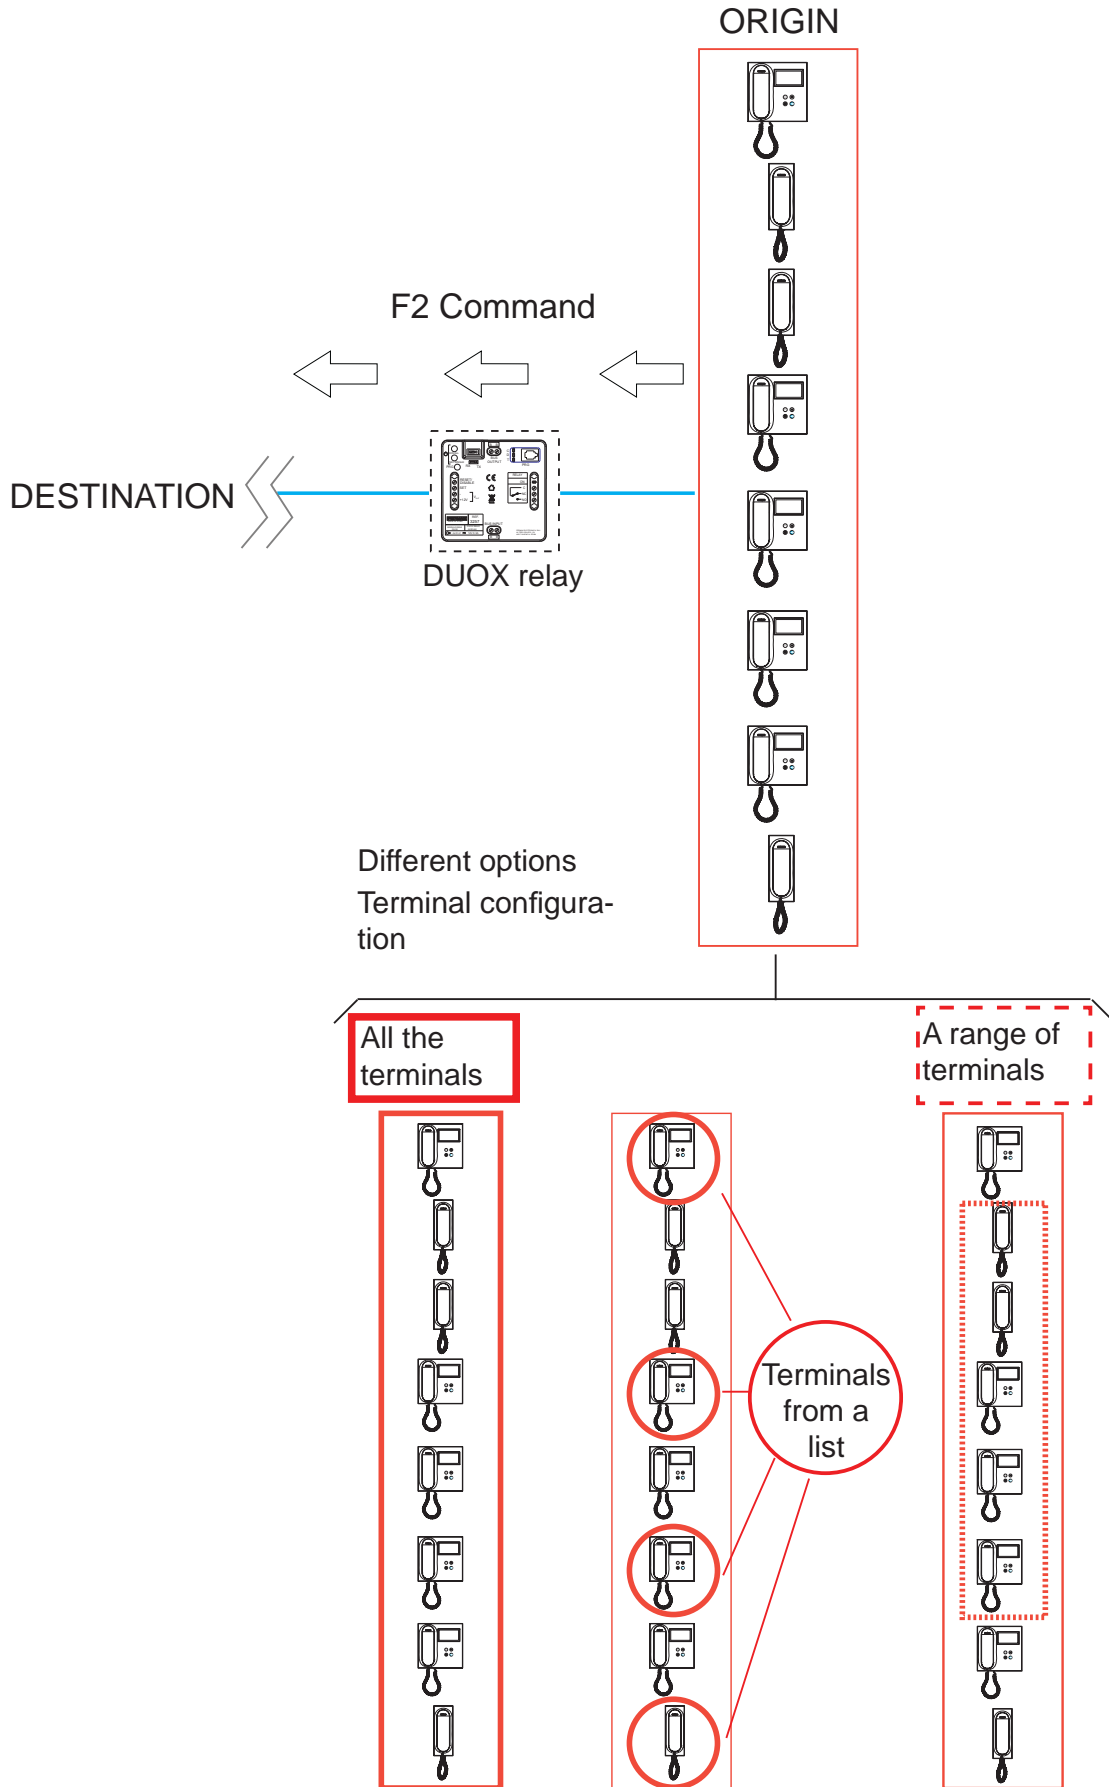 ORIGIN
F2 Command
DESTINATION
DUOX relay
Different options
Terminal configura-
tion
All the
terminals
A range of
terminals
Terminals
from a
list